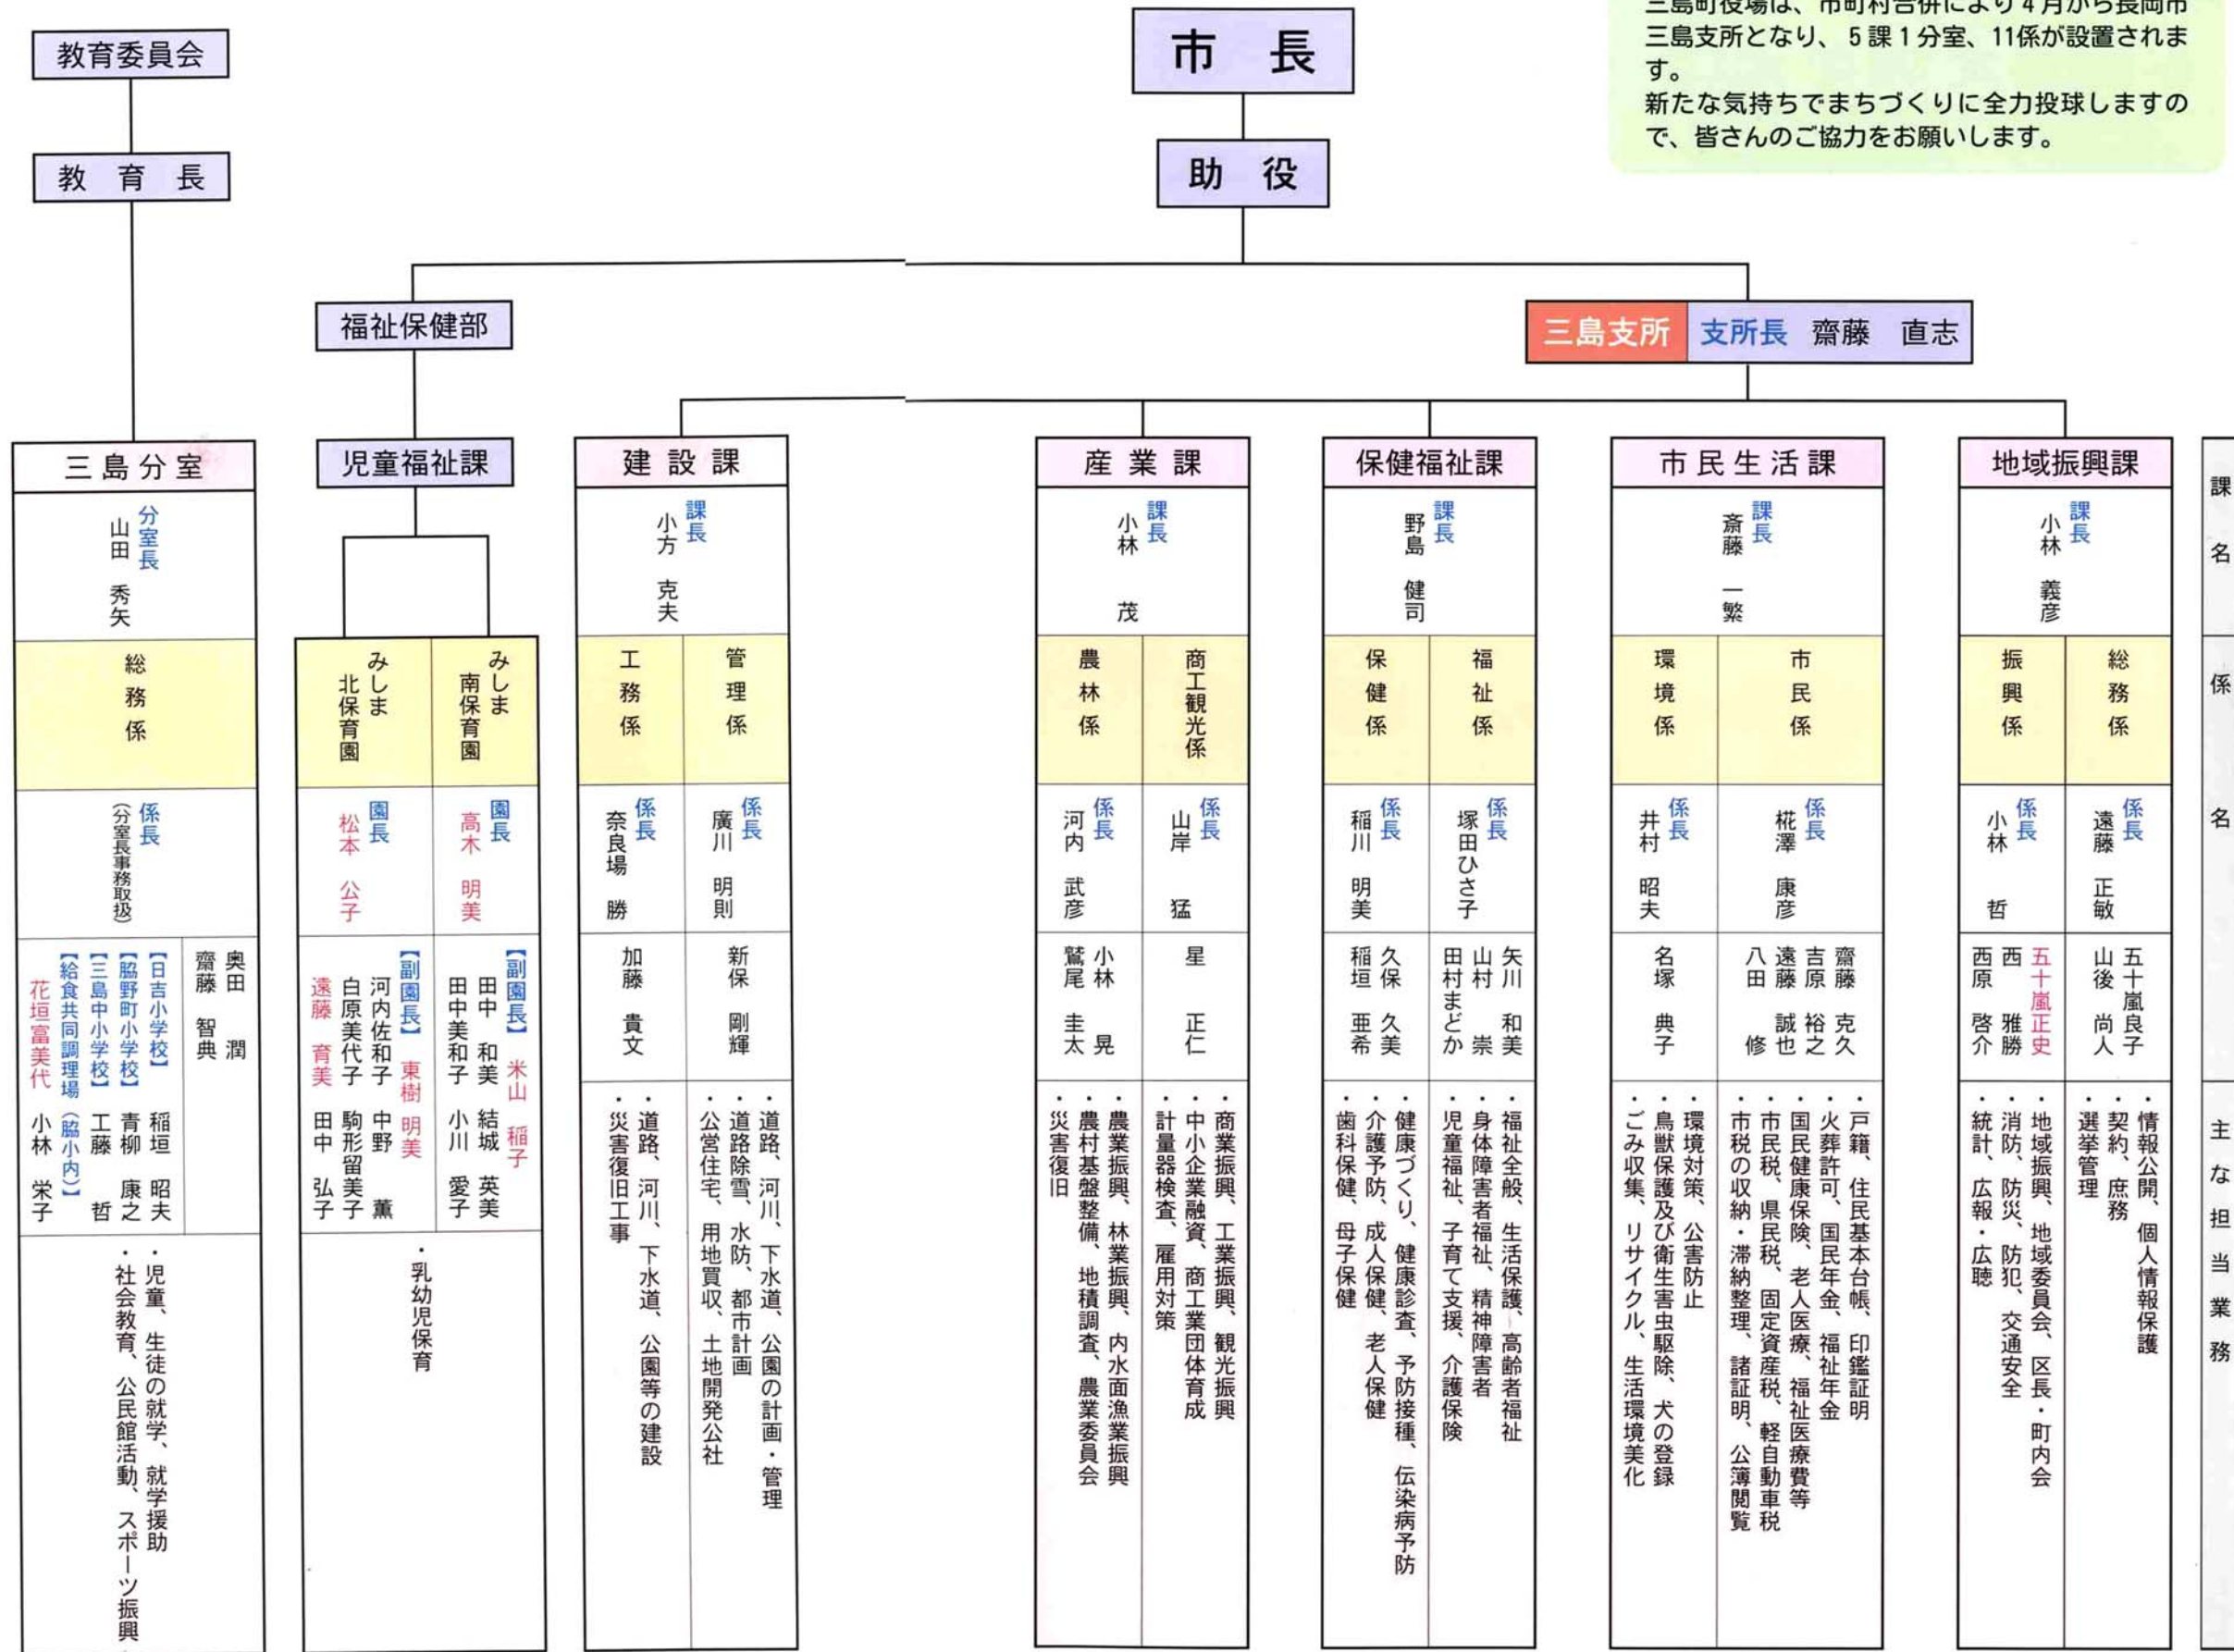 三島町役場は、市町村合併により4月から長岡市
三島支所となり、5課1分室、11係が設置されま
す。
新たな気持ちでまちづくりに全力投球しますの
で、皆さんのご協力をお願いします。
市　長
助　役
教育委員会
教　育　長
福祉保健部
児童福祉課
三島支所　支所長　齋藤　直志
課名
係名
主な担当業務
地域振興課
課長
小林　義彦
総務係
係長
遠藤　正敏
五十嵐良子
山後　尚人
・情報公開、個人情報保護
・契約、庶務
・選挙管理
振興係
係長
小林　哲
五十嵐正史
西　雅勝
西原　啓介
・地域振興、地域委員会、区長・町内会
・消防、防災、防犯、交通安全
・統計、広報・広聴
市民生活課
課長
斎藤　一繁
市民係
係長
椛澤　康彦
齋藤　克久
吉原　裕之
遠藤　誠也
八田　修
・戸籍、住民基本台帳、印鑑証明
・火葬許可、国民年金、福祉年金
・国民健康保険、老人医療、福祉医療費等
・市民税、県民税、固定資産税、軽自動車税
・市税の収納・滞納整理、諸証明、公簿閲覧
環境係
係長
井村　昭夫
名塚　典子
・環境対策、公害防止
・鳥獣保護及び衛生害虫駆除、犬の登録
・ごみ収集、リサイクル、生活環境美化
保健福祉課
課長
野島　健司
福祉係
係長
塚田ひさ子
矢川　和美
山村　崇
田村まどか
・福祉全般、生活保護、高齢者福祉
・身体障害者福祉、精神障害者
・児童福祉、子育て支援、介護保険
保健係
係長
稲川　明美
久保　久美
稲垣　亜希
・健康づくり、健康診査、予防接種、伝染病予防
・介護予防、成人保健、老人保健
・歯科保健、母子保健
産業課
課長
小林　茂
商工観光係
係長
山岸　猛
星　正仁
・商業振興、工業振興、観光振興
・中小企業融資、商工業団体育成
・計量器検査、雇用対策
農林係
係長
河内　武彦
小林　晃
鷲尾　圭太
・農業振興、林業振興、内水面漁業振興
・農村基盤整備、地積調査、農業委員会
・災害復旧
建設課
課長
小方　克夫
管理係
係長
廣川　明則
新保　剛輝
・道路、河川、下水道、公園の計画・管理
・道路除雪、水防、都市計画
・公営住宅、用地買収、土地開発公社
工務係
係長
奈良場　勝
加藤　貴文
・道路、河川、下水道、公園等の建設
・災害復旧工事
みしま
南保育園
園長
高木　明美
【副園長】　米山　稲子
田中　和美　結城　英美
田中美和子　小川　愛子
みしま
北保育園
園長
松本　公子
【副園長】　東樹　明美
河内佐和子　中野　薫
白原美代子　駒形留美子
遠藤　育美　田中　弘子
・乳幼児保育
三島分室
分室長
山田　秀矢
総務係
係長
（分室長事務取扱）
奥田　潤
齋藤　智典
【日吉小学校】　稲垣　昭夫
【脇野町小学校】　青柳　康之
【三島中小学校】　工藤　哲
【給食共同調理場（脇小内）】
花垣富美代　小林　栄子
・児童、生徒の就学、就学援助
・社会教育、公民館活動、スポーツ振興